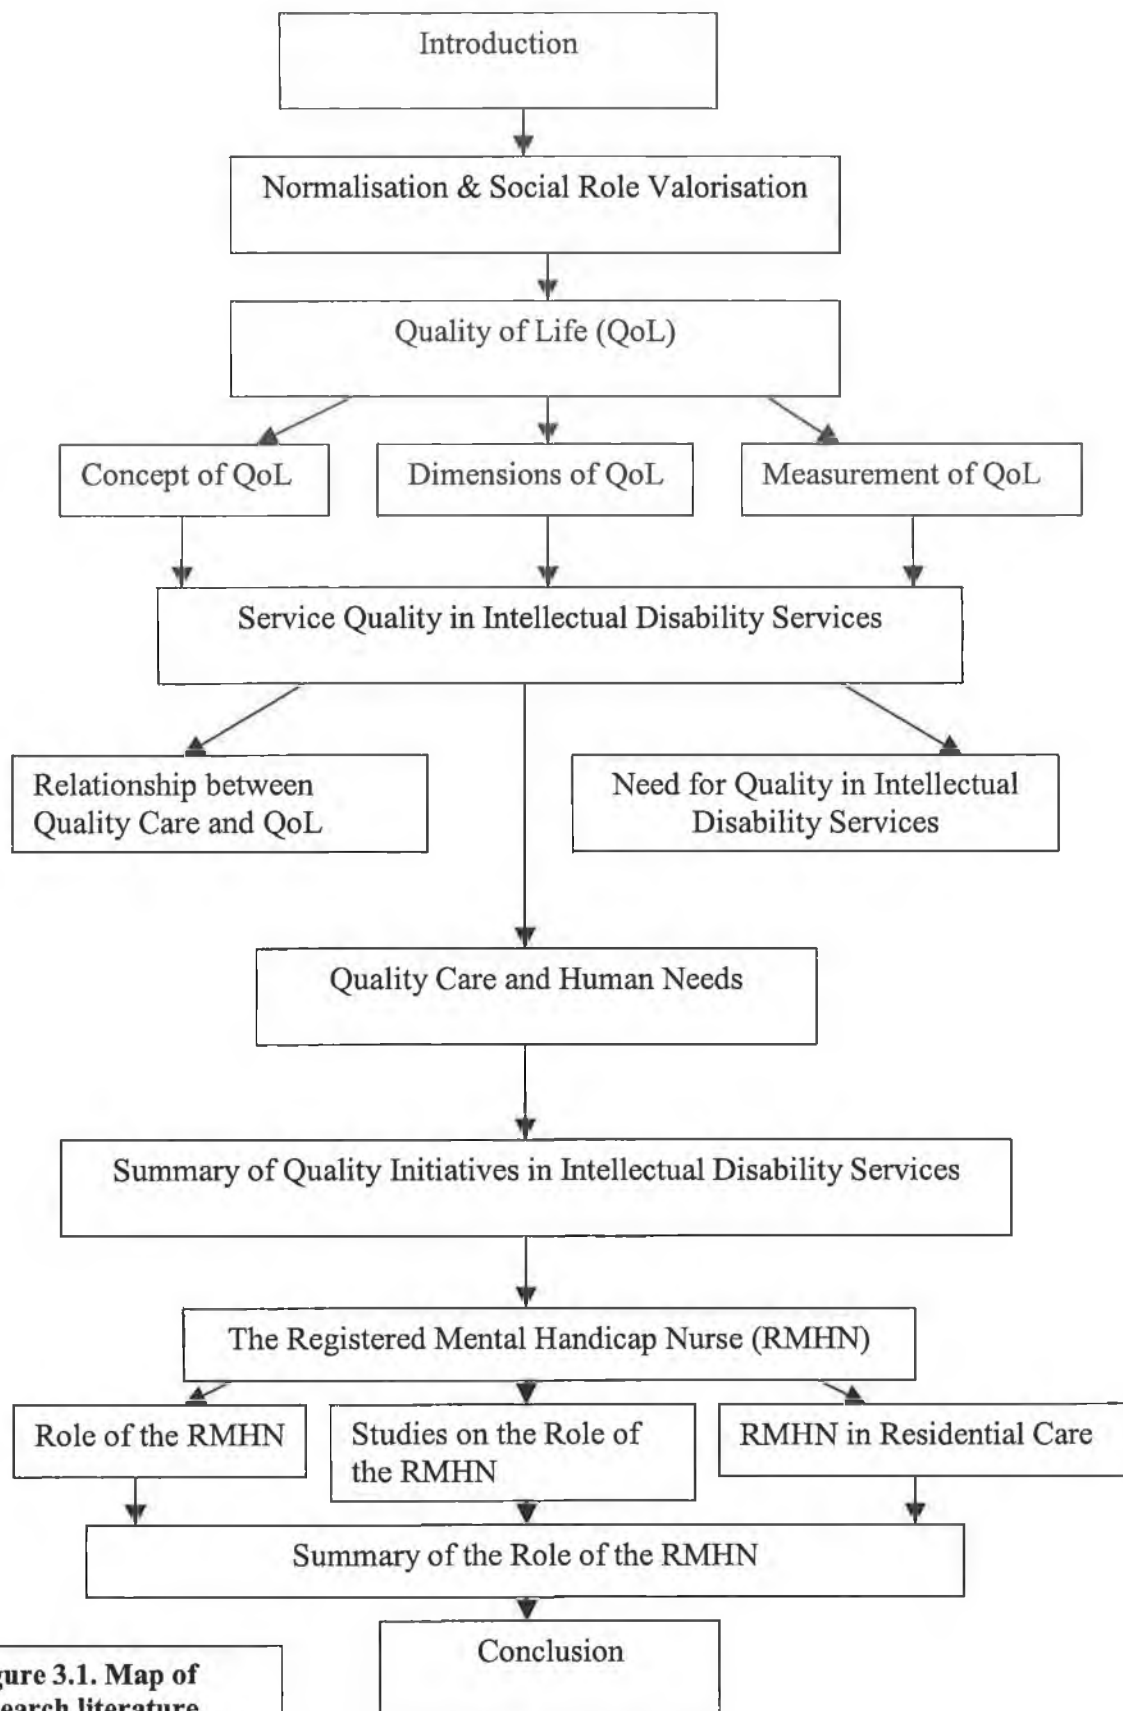 Introduction
Normalisation & Social Role Valorisation
Quality of Life (QoL)
Concept of QoL
Dimensions of QoL
Measurement of QoL
Service Quality in Intellectual Disability Services
Relationship between
Quality Care and QoL
Need for Quality in Intellectual
Disability Services
Quality Care and Human Needs
Summary of Quality Initiatives in Intellectual Disability Services
The Registered Mental Handicap Nurse (RMHN)
Role of the RMHN
Studies on the Role of
the RMHN
RMHN in Residential Care
Summary of the Role of the RMHN
Conclusion
gure 3.1. Map of
earch literature